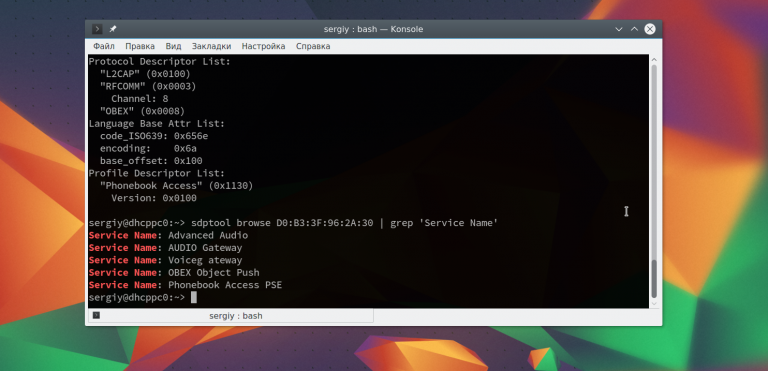 sergiy : bash — Konsole
Файл Правка Вид Закладки Настройка Справка
Protocol Descriptor List:
"L2CAP" (0x0100)
"RFCOMM" (0x0003)
Channel: 8
"OBEX" (0x0008)
Language Base Attr List:
code_ISO639: 0x656e
encoding: 0x6a
base_offset: 0x100
Profile Descriptor List:
"Phonebook Access" (0x1130)
Version: 0x0100
sergiy@dhcppc0:~> sdptool browse D0:B3:3F:96:2A:30 | grep 'Service Name'
Service Name: Advanced Audio
Service Name: AUDIO Gateway
Service Name: Voiceg ateway
Service Name: OBEX Object Push
Service Name: Phonebook Access PSE
sergiy@dhcppc0:~>
sergiy : bash